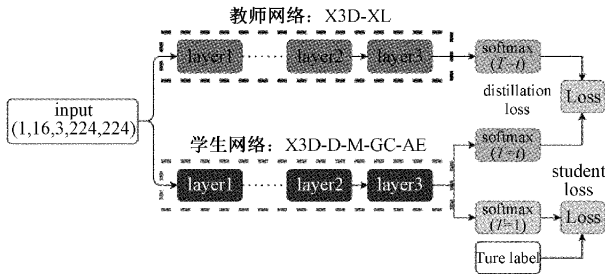 教师网络：X3D-XL
layer1
layer2
layer3
softmax
(T=t)
distillation
loss
Loss
input
(1,16,3,224,224)
学生网络：X3D-D-M-GC-AE
layer1
layer2
layer3
softmax
(T=t)
student
loss
softmax
(T=1)
Loss
Ture label